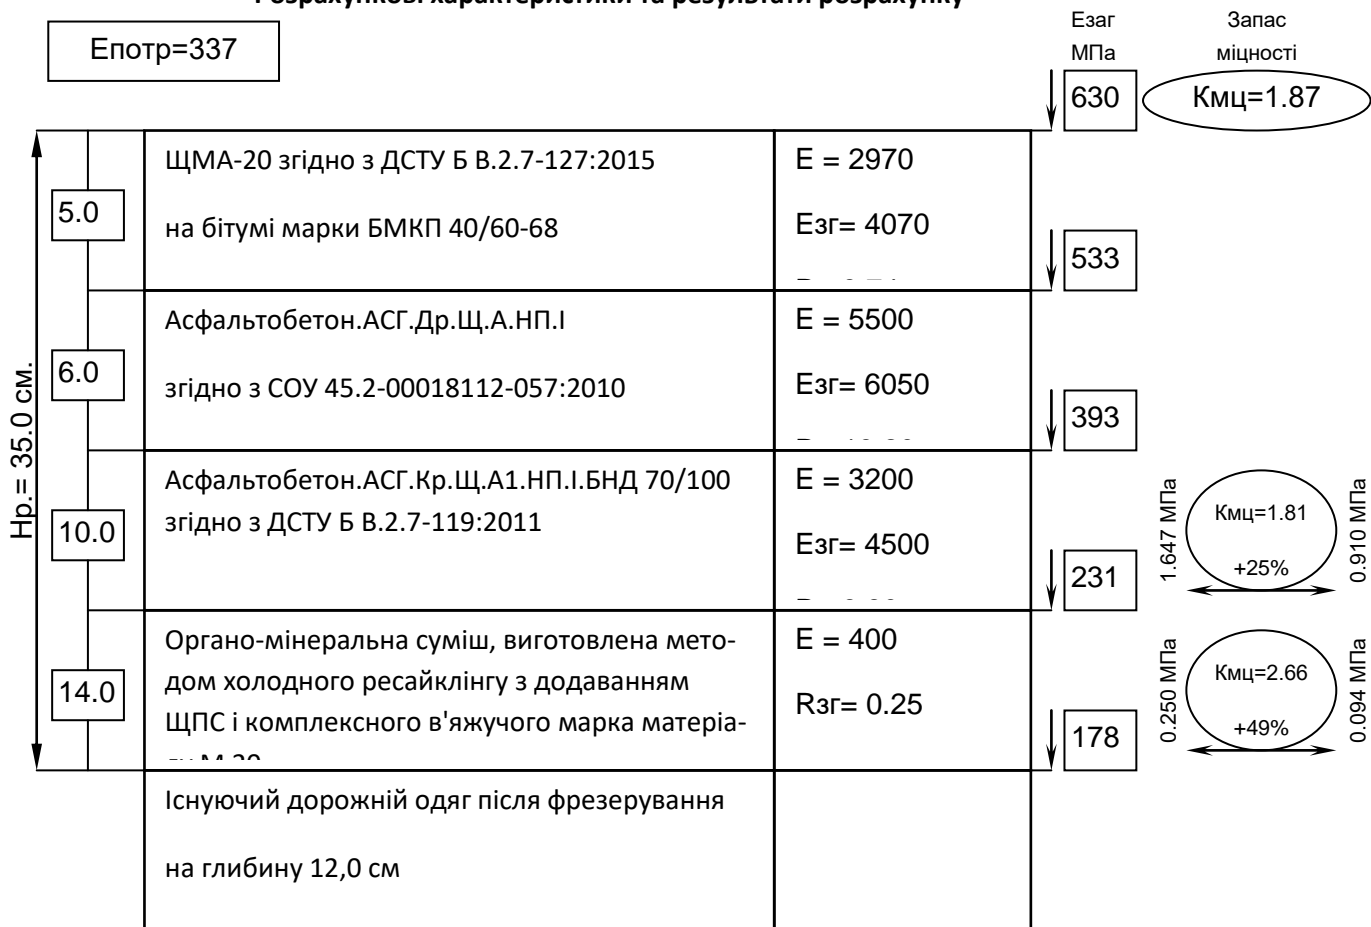 Розрахункові характеристики та результати розрахунку
Епотр=337
Езаг
МПа
Запас
міцності
630
Кмц=1.87
Нр.= 35.0 см.
5.0
ЩМА-20 згідно з ДСТУ Б В.2.7-127:2015
на бітумі марки БМКП 40/60-68
Е = 2970
Езг= 4070
533
6.0
Асфальтобетон.АСГ.Др.Щ.А.НП.І
згідно з СОУ 45.2-00018112-057:2010
Е = 5500
Езг= 6050
393
10.0
Асфальтобетон.АСГ.Кр.Щ.А1.НП.І.БНД 70/100
згідно з ДСТУ Б В.2.7-119:2011
Е = 3200
Езг= 4500
231
1.647 МПа
Кмц=1.81
+25%
0.910 МПа
14.0
Органо-мінеральна суміш, виготовлена мето-
дом холодного ресайклінгу з додаванням
ЩПС і комплексного в'яжучого марка матеріа-
Е = 400
Rзг= 0.25
178
0.250 МПа
Кмц=2.66
+49%
0.094 МПа
Існуючий дорожній одяг після фрезерування
на глибину 12,0 см